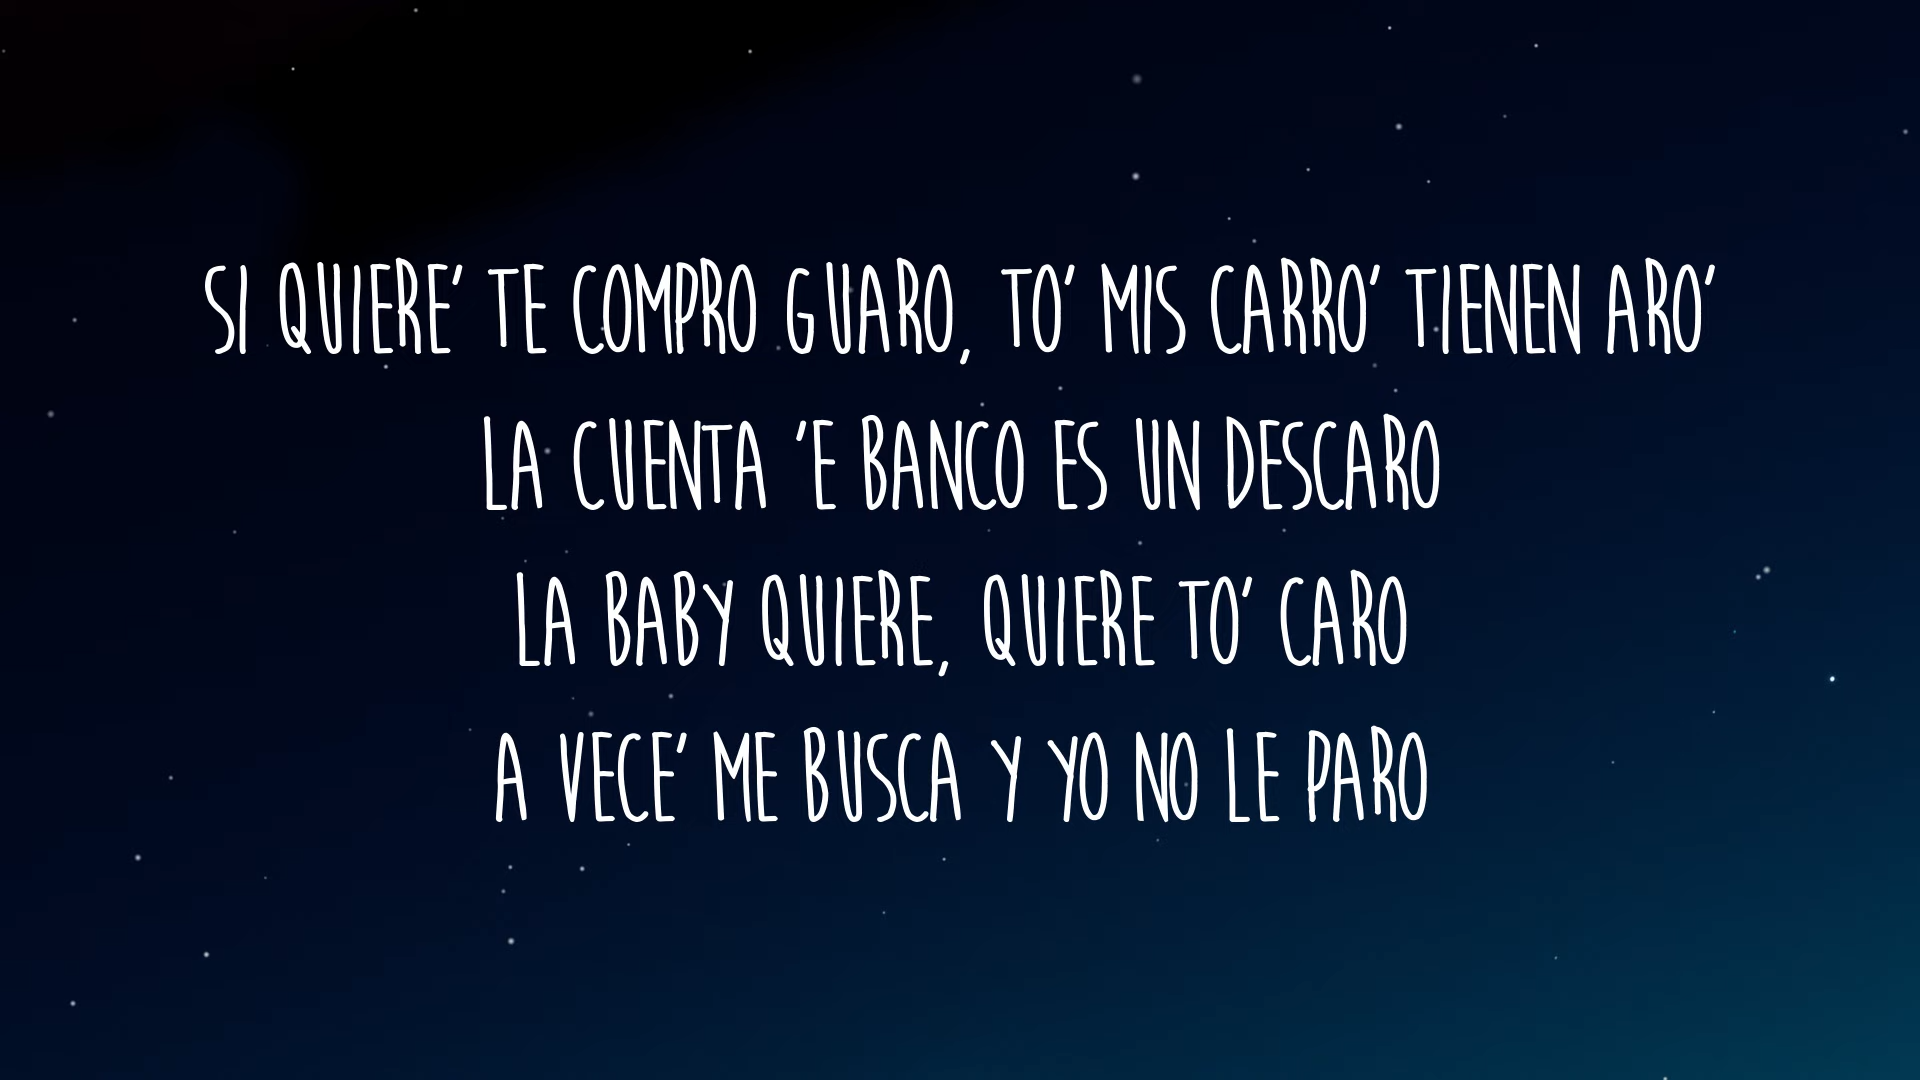 SI QUIERE' TE COMPRO GUARO, TO' MIS CARRO' TIENEN ARO'
LA CUENTA 'E BANCO ES UN DESCARO
LA BABY QUIERE, QUIERE TO' CARO
A VECE' ME BUSCA Y YO NO LE PARO